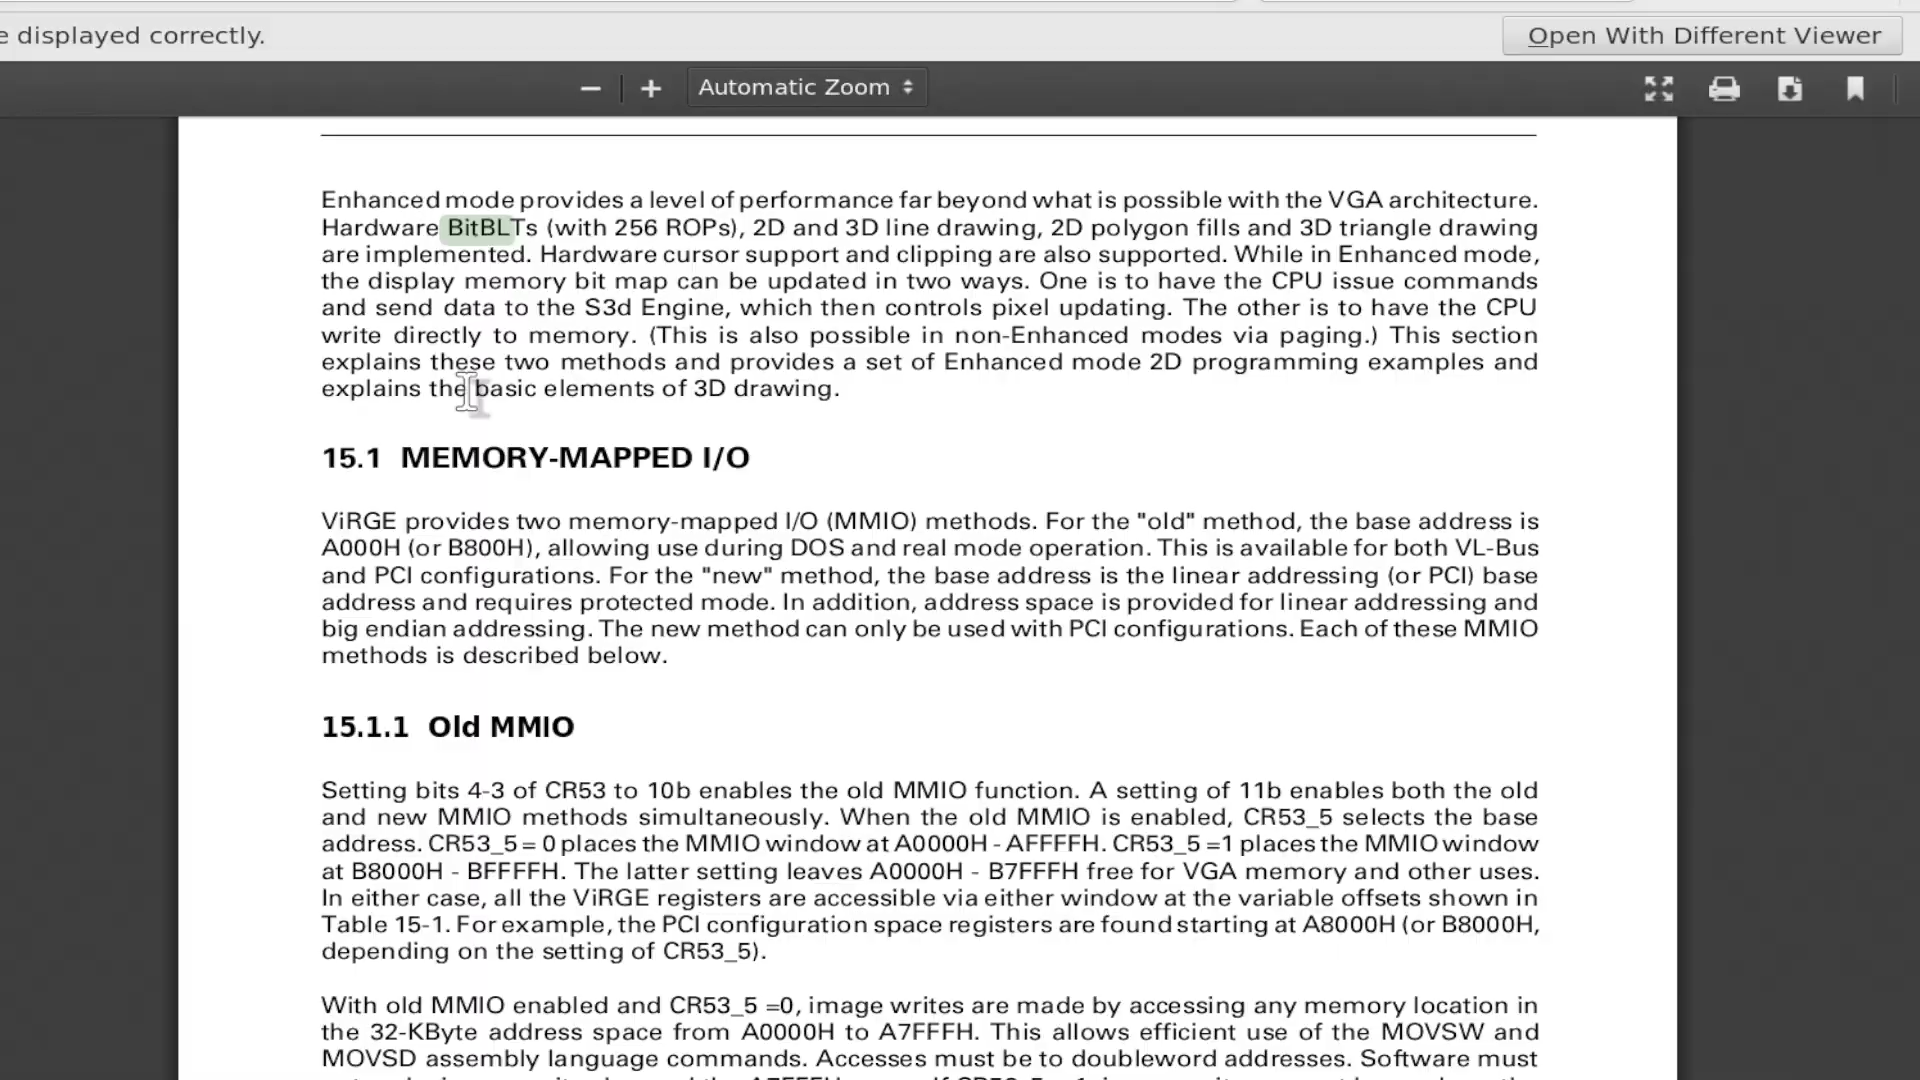 e displayed correctly.
Open With Different Viewer
Automatic Zoom
Enhanced mode provides a level of performance far beyond what is possible with the VGA architecture.
Hardware BitBLTs (with 256 ROPs), 2D and 3D line drawing, 2D polygon fills and 3D triangle drawing
are implemented. Hardware cursor support and clipping are also supported. While in Enhanced mode,
the display memory bit map can be updated in two ways. One is to have the CPU issue commands
and send data to the S3d Engine, which then controls pixel updating. The other is to have the CPU
write directly to memory. (This is also possible in non-Enhanced modes via paging.) This section
explains these two methods and provides a set of Enhanced mode 2D programming examples and
explains the basic elements of 3D drawing.
15.1 MEMORY-MAPPED I/O
ViRGE provides two memory-mapped I/O (MMIO) methods. For the "old" method, the base address is
A000H (or B800H), allowing use during DOS and real mode operation. This is available for both VL-Bus
and PCI configurations. For the "new" method, the base address is the linear addressing (or PCI) base
address and requires protected mode. In addition, address space is provided for linear addressing and
big endian addressing. The new method can only be used with PCI configurations. Each of these MMIO
methods is described below.
15.1.1 Old MMIO
Setting bits 4-3 of CR53 to 10b enables the old MMIO function. A setting of 11b enables both the old
and new MMIO methods simultaneously. When the old MMIO is enabled, CR53_5 selects the base
address. CR53_5 = 0 places the MMIO window at A0000H - AFFFFH. CR53_5 =1 places the MMIO window
at B8000H - BFFFFH. The latter setting leaves A0000H - B7FFFH free for VGA memory and other uses.
In either case, all the ViRGE registers are accessible via either window at the variable offsets shown in
Table 15-1. For example, the PCI configuration space registers are found starting at A8000H (or B8000H,
depending on the setting of CR53_5).
With old MMIO enabled and CR53_5 =0, image writes are made by accessing any memory location in
the 32-KByte address space from A0000H to A7FFFH. This allows efficient use of the MOVSW and
MOVSD assembly language commands. Accesses must be to doubleword addresses. Software must